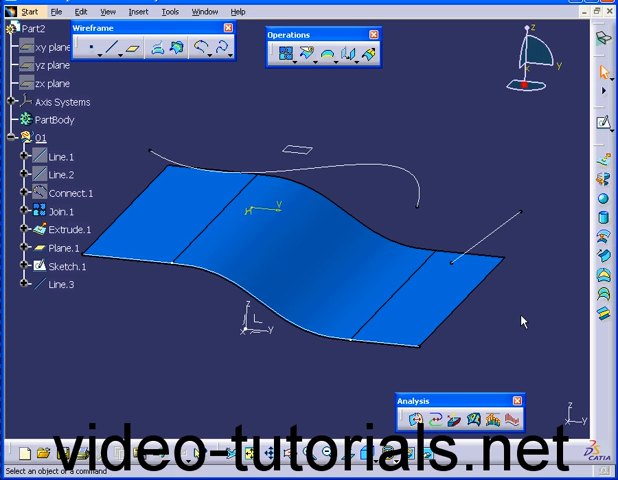 Start File Edit View Insert Tools Window Help
Wireframe
Operations
Part2
xy plane
yz plane
zx plane
Axis Systems
PartBody
01
Line.1
Line.2
Connect.1
Join.1
Extrude.1
Plane.1
Sketch.1
Line.3
z
y
x
H
V
z
x
y
L
Analysis
z
x
y
video-tutorials.net
CATIA
Select an object or a command